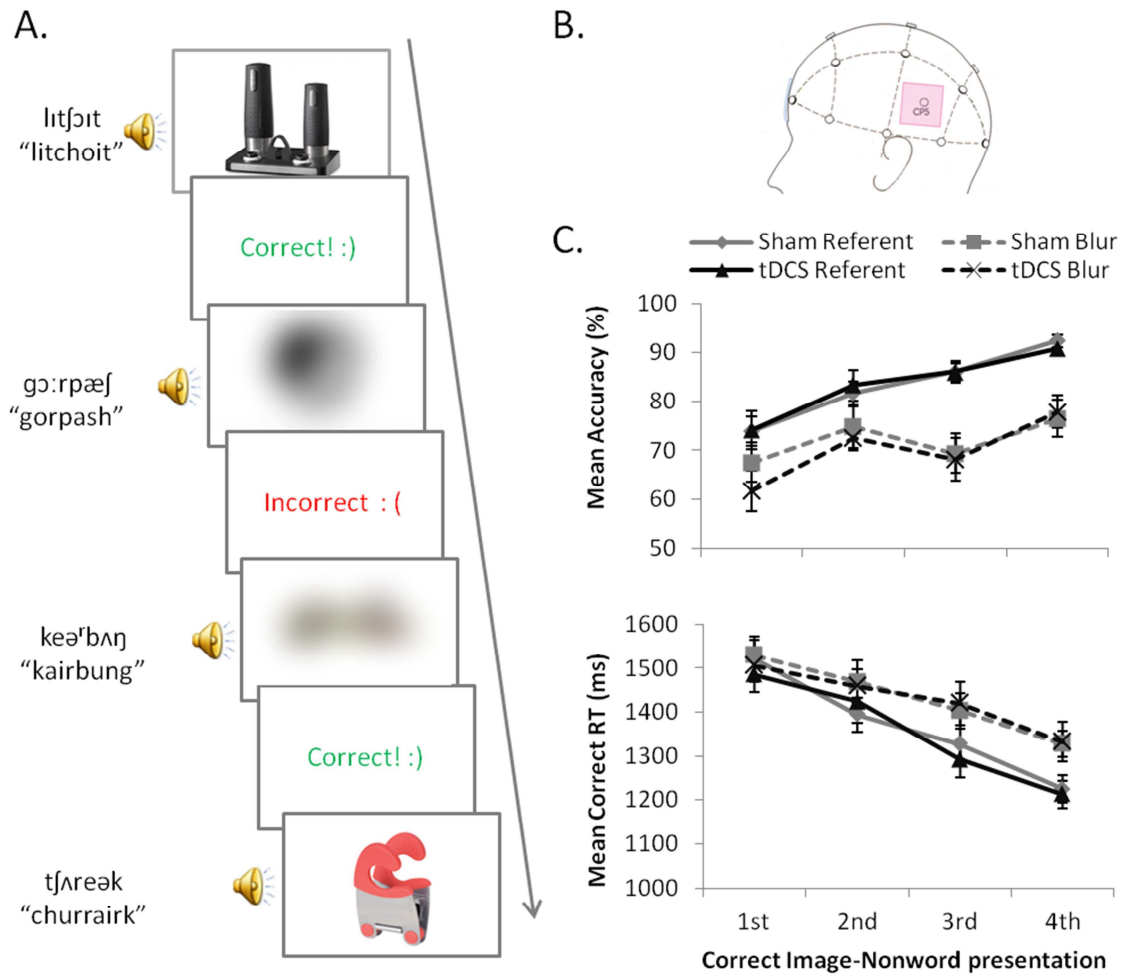 A.
lɪtʃɔɪt
“litchoit”
Correct! :)
gɔːrpæʃ
“gorpash”
Incorrect : (
keəʳbʌŋ
“kairbung”
Correct! :)
tʃʌreək
“churrairk”
B.
CP5
C.
Sham Referent
Sham Blur
tDCS Referent
tDCS Blur
Mean Accuracy (%)
100
90
80
70
60
50
Mean Correct RT (ms)
1600
1500
1400
1300
1200
1100
1000
1st
2nd
3rd
4th
Correct Image-Nonword presentation